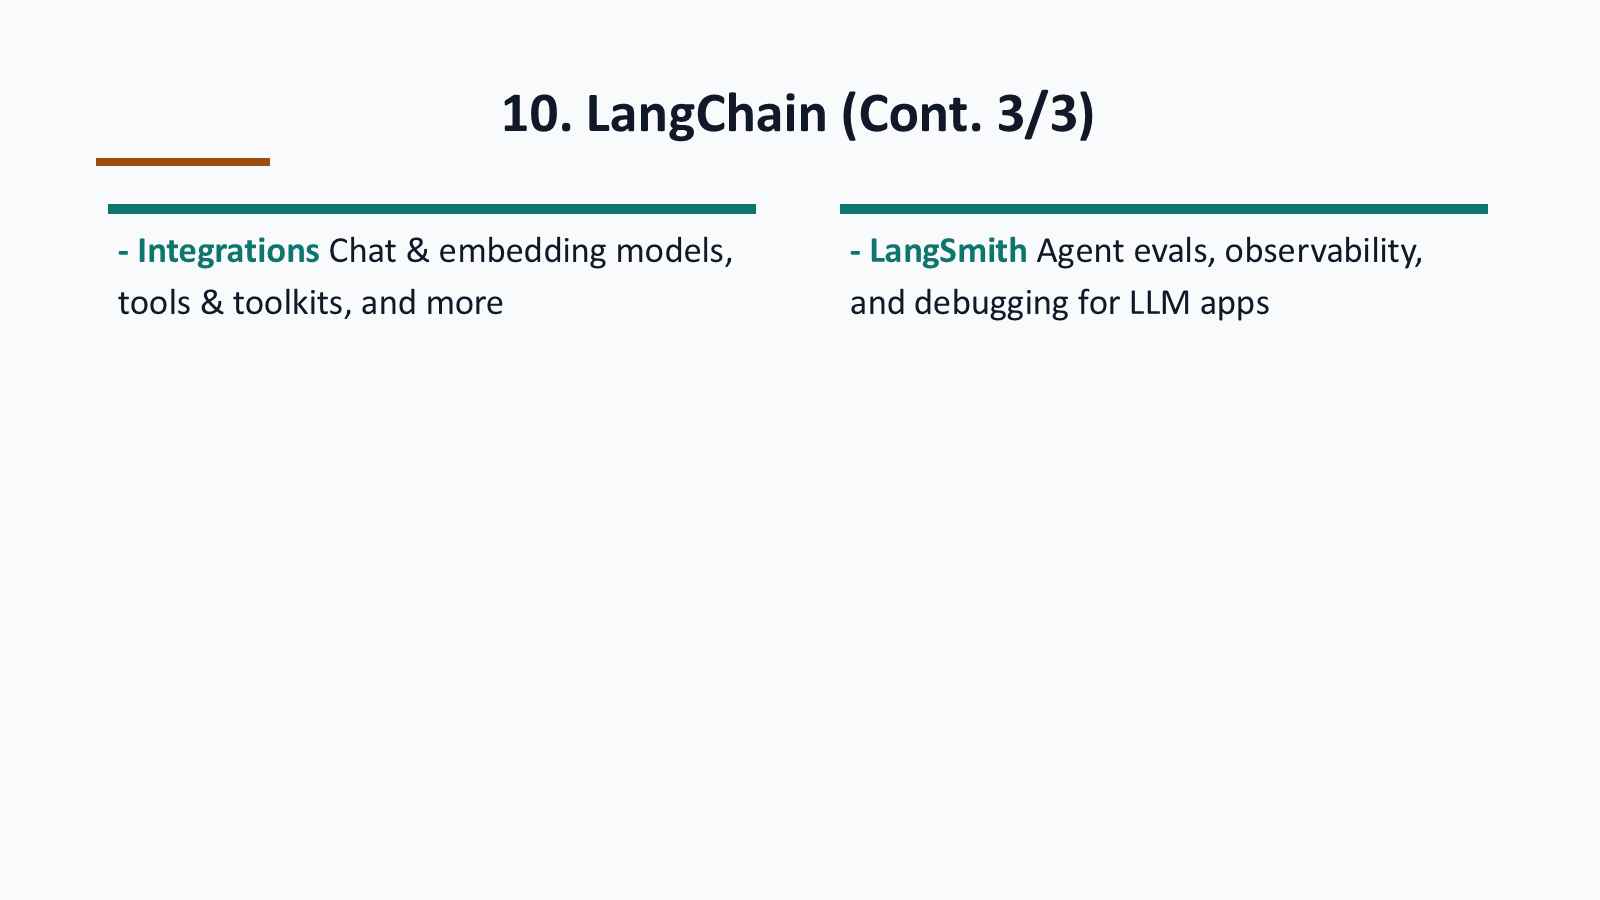 10. LangChain (Cont. 3/3)
- Integrations Chat & embedding models,
tools & toolkits, and more
- LangSmith Agent evals, observability,
and debugging for LLM apps